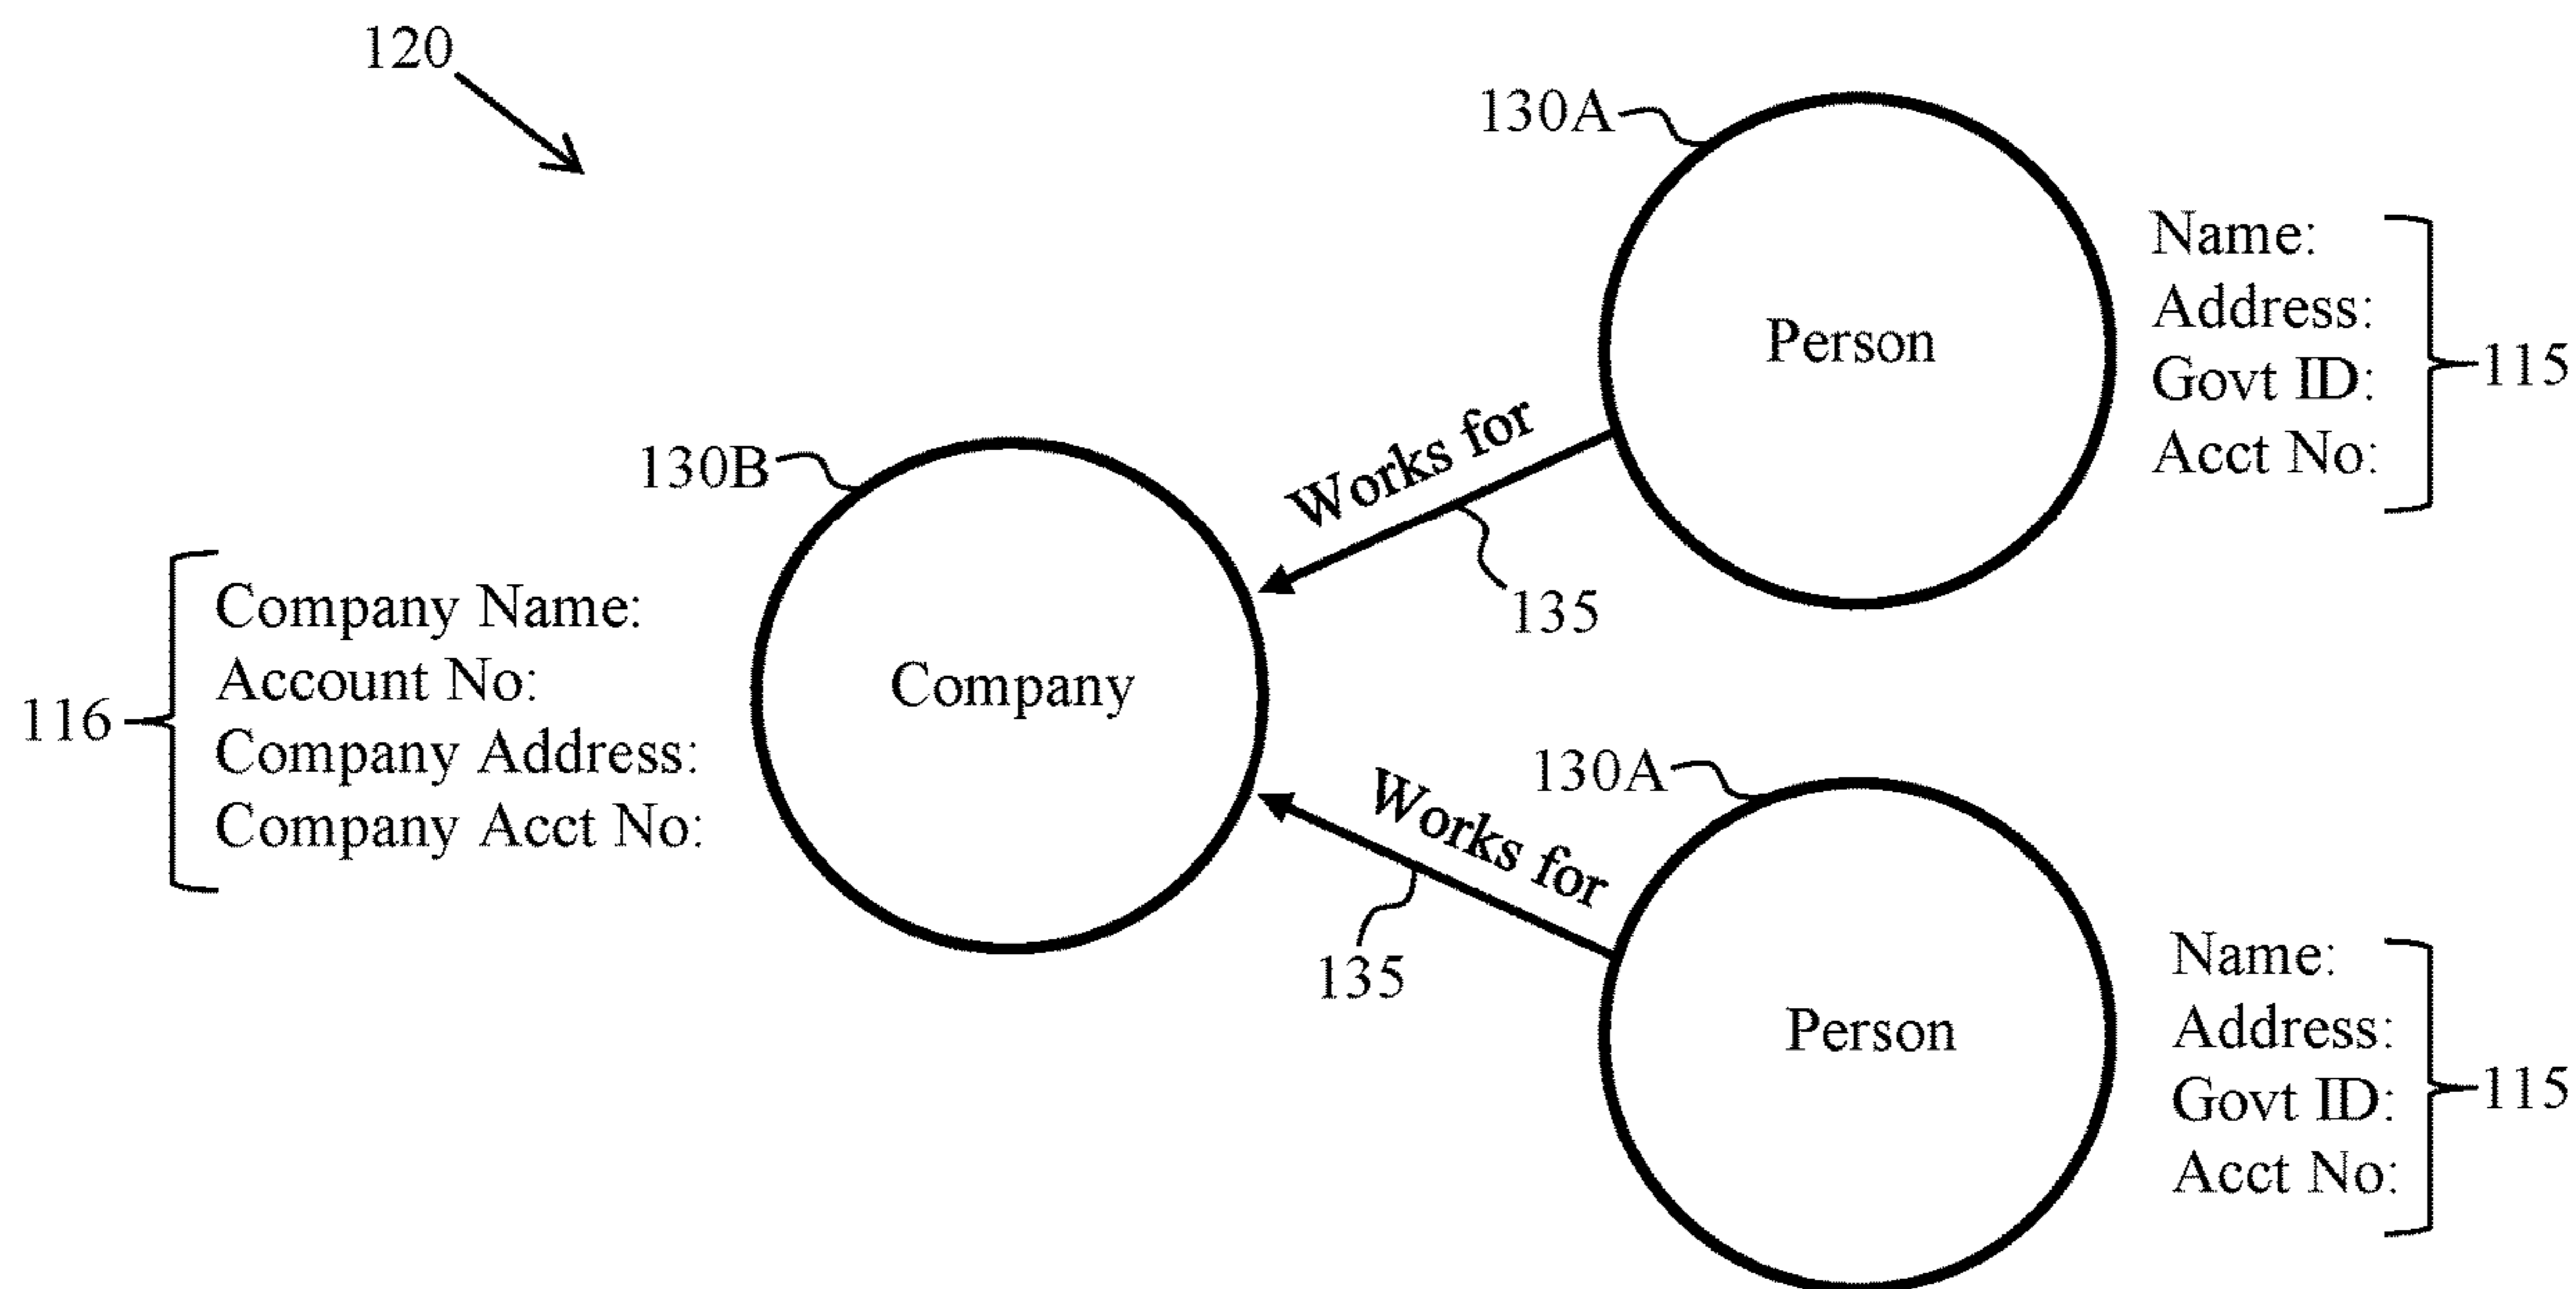 120
130A
Person
Name:
Address:
Govt ID:
Acct No:
115
Works for
135
130B
Company
116
Company Name:
Account No:
Company Address:
Company Acct No:
Works for
135
130A
Person
Name:
Address:
Govt ID:
Acct No:
115